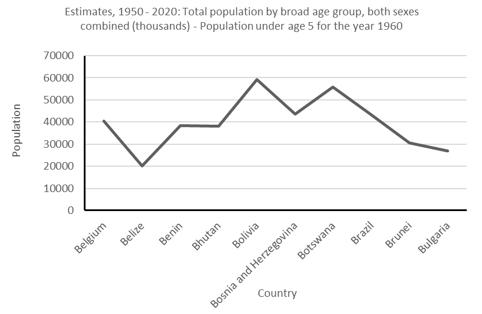 Estimates, 1950 - 2020: Total population by broad age group, both sexes
combined (thousands) - Population under age 5 for the year 1960
70000
60000
50000
40000
30000
20000
10000
0
Population
Belgium
Belize
Benin
Bhutan
Bolivia
Bosnia and Herzegovina
Botswana
Brazil
Brunei
Bulgaria
Country